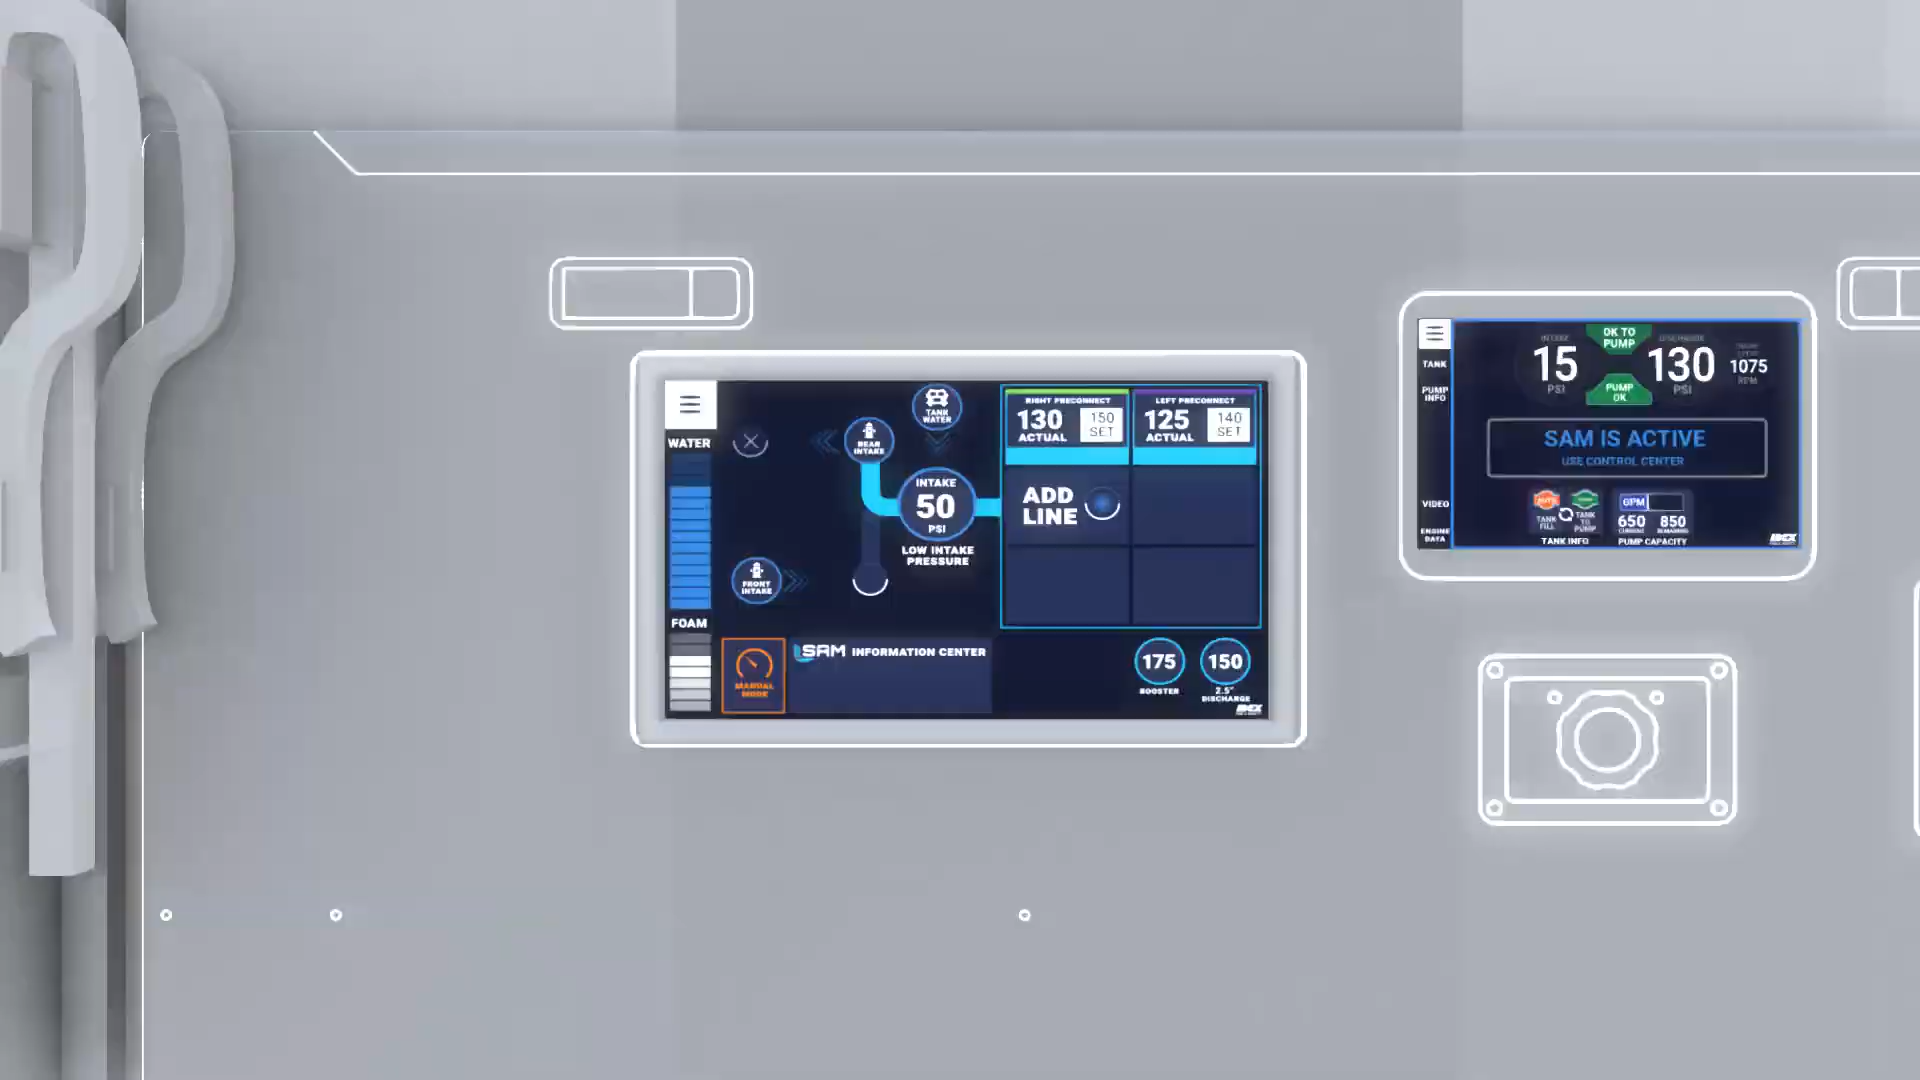 WATER
FOAM
TANK
WATER
REAR
INTAKE
INTAKE
50
PSI
LOW INTAKE
PRESSURE
FRONT
INTAKE
RIGHT PRECONNECT
130
ACTUAL
150
SET
LEFT PRECONNECT
125
ACTUAL
140
SET
ADD
LINE
MANUAL
MODE
SAM INFORMATION CENTER
175
BOOSTER
150
2.5"
DISCHARGE
IDEX
TANK
PUMP
INFO
VIDEO
ENGINE
DATA
INTAKE
15
PSI
OK TO
PUMP
PUMP
OK
DISCHARGE
130
PSI
1075
RPM
SAM IS ACTIVE
USE CONTROL CENTER
TANK
FILL
TANK
TO
PUMP
TANK INFO
GPM
650
CURRENT
850
REMAINING
PUMP CAPACITY
IDEX